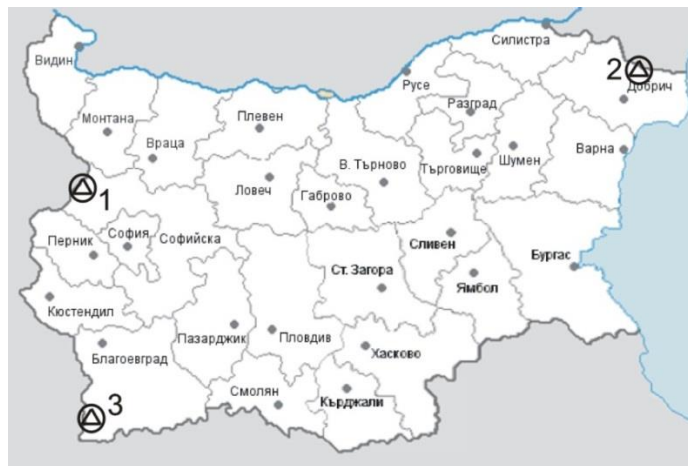 Силистра
Видин
2
Русе
Добрич
Разград
Монтана
Плевен
Враца
Варна
В. Търново
Търговище
Шумен
Ловеч
1
Габрово
София
Софийска
Перник
Сливен
Бургас
Ст. Загора
Ямбол
Кюстендил
Пазарджик
Пловдив
Благоевград
Хасково
Смолян
3
Кърджали